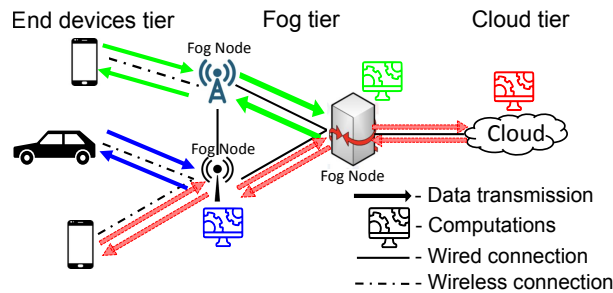 End devices tier
Fog tier
Cloud tier
Fog Node
Fog Node
Fog Node
Cloud
- Data transmission
- Computations
- Wired connection
- Wireless connection